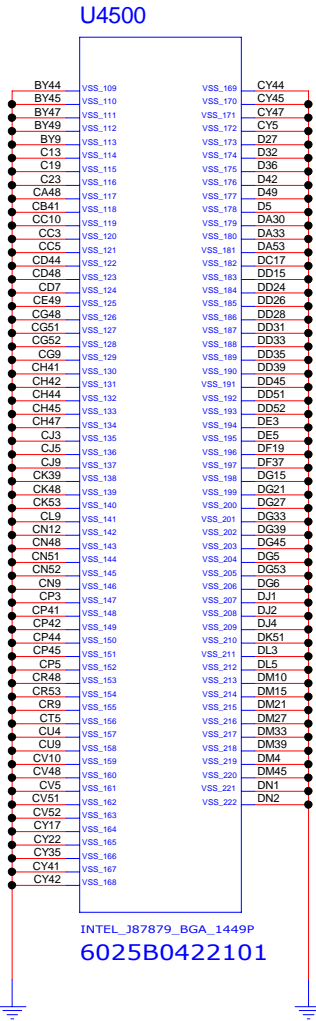 U4500
BY44 VSS_109 VSS_169 CY44
BY45 VSS_110 VSS_170 CY45
BY47 VSS_111 VSS_171 CY47
BY49 VSS_112 VSS_172 CY5
BY9 VSS_113 VSS_173 D27
C13 VSS_114 VSS_174 D32
C19 VSS_115 VSS_175 D36
C23 VSS_116 VSS_176 D42
CA48 VSS_117 VSS_177 D49
CB41 VSS_118 VSS_178 D5
CC10 VSS_119 VSS_179 DA30
CC3 VSS_120 VSS_180 DA33
CC5 VSS_121 VSS_181 DA53
CD44 VSS_122 VSS_182 DC17
CD48 VSS_123 VSS_183 DD15
CD7 VSS_124 VSS_184 DD24
CE49 VSS_125 VSS_185 DD26
CG48 VSS_126 VSS_186 DD28
CG51 VSS_127 VSS_187 DD31
CG52 VSS_128 VSS_188 DD33
CG9 VSS_129 VSS_189 DD35
CH41 VSS_130 VSS_190 DD39
CH42 VSS_131 VSS_191 DD45
CH44 VSS_132 VSS_192 DD51
CH45 VSS_133 VSS_193 DD52
CH47 VSS_134 VSS_194 DE3
CJ3 VSS_135 VSS_195 DE5
CJ5 VSS_136 VSS_196 DF19
CJ9 VSS_137 VSS_197 DF37
CK39 VSS_138 VSS_198 DG15
CK48 VSS_139 VSS_199 DG21
CK53 VSS_140 VSS_200 DG27
CL9 VSS_141 VSS_201 DG33
CN12 VSS_142 VSS_202 DG39
CN48 VSS_143 VSS_203 DG45
CN51 VSS_144 VSS_204 DG5
CN52 VSS_145 VSS_205 DG53
CN9 VSS_146 VSS_206 DG6
CP3 VSS_147 VSS_207 DJ1
CP41 VSS_148 VSS_208 DJ2
CP42 VSS_149 VSS_209 DJ4
CP44 VSS_150 VSS_210 DK51
CP45 VSS_151 VSS_211 DL3
CP5 VSS_152 VSS_212 DL5
CR48 VSS_153 VSS_213 DM10
CR53 VSS_154 VSS_214 DM15
CR9 VSS_155 VSS_215 DM21
CT5 VSS_156 VSS_216 DM27
CU4 VSS_157 VSS_217 DM33
CU9 VSS_158 VSS_218 DM39
CV10 VSS_159 VSS_219 DM4
CV48 VSS_160 VSS_220 DM45
CV5 VSS_161 VSS_221 DN1
CV51 VSS_162 VSS_222 DN2
CV52 VSS_163
CY17 VSS_164
CY22 VSS_165
CY35 VSS_166
CY41 VSS_167
CY42 VSS_168
INTEL_J87879_BGA_1449P
6025B0422101